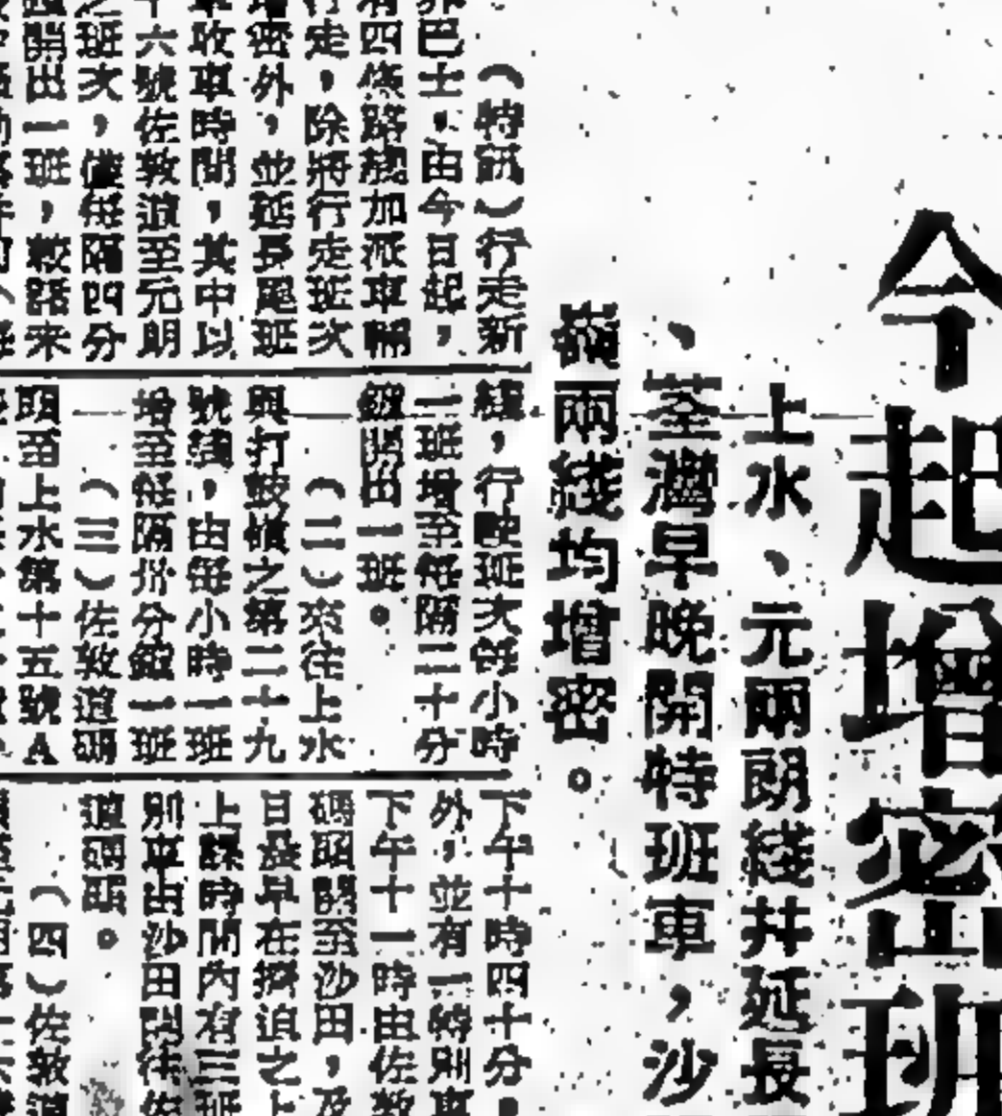 今起增密班
上水、元兩朗綫并延長
、荃灣早晚開特班車，沙
嶺兩綫均增密。
（特訊）行走新
界巴士，由今日起，
有四條路綫加派車輛
行走，除將行走班次
增密外，並延長尾班
車收車時間，其中以
十六號佐敦道至元朗
之班次，僅每隔四分
鐘開出一班，較諸來
綫，行駛班次每小時
一班增至每隔二十分
鐘開出一班。
（二）來往上水
與打鼓嶺之第二十九
號綫，由每小時一班
增至每隔卅分鐘一班
（三）佐敦道碼
頭至上水第十五號A
下午十時四十分。
外，並有一特別車
下午十一時由佐敦
碼頭開至沙田，及
日最早在擠迫之上
上課時間內有三班
別車由沙田開往佐
道碼頭。
（四）佐敦道